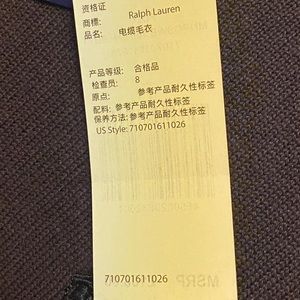 资格证
商標: Ralph Lauren
品名: 电缆毛衣
产品等级: 合格品
检查员: 8
原点: 参考产品耐久性标签
配料: 参考产品耐久性标签
保养方法: 参考产品耐久性标签
US Style: 710701611026
710701611026
MSRP